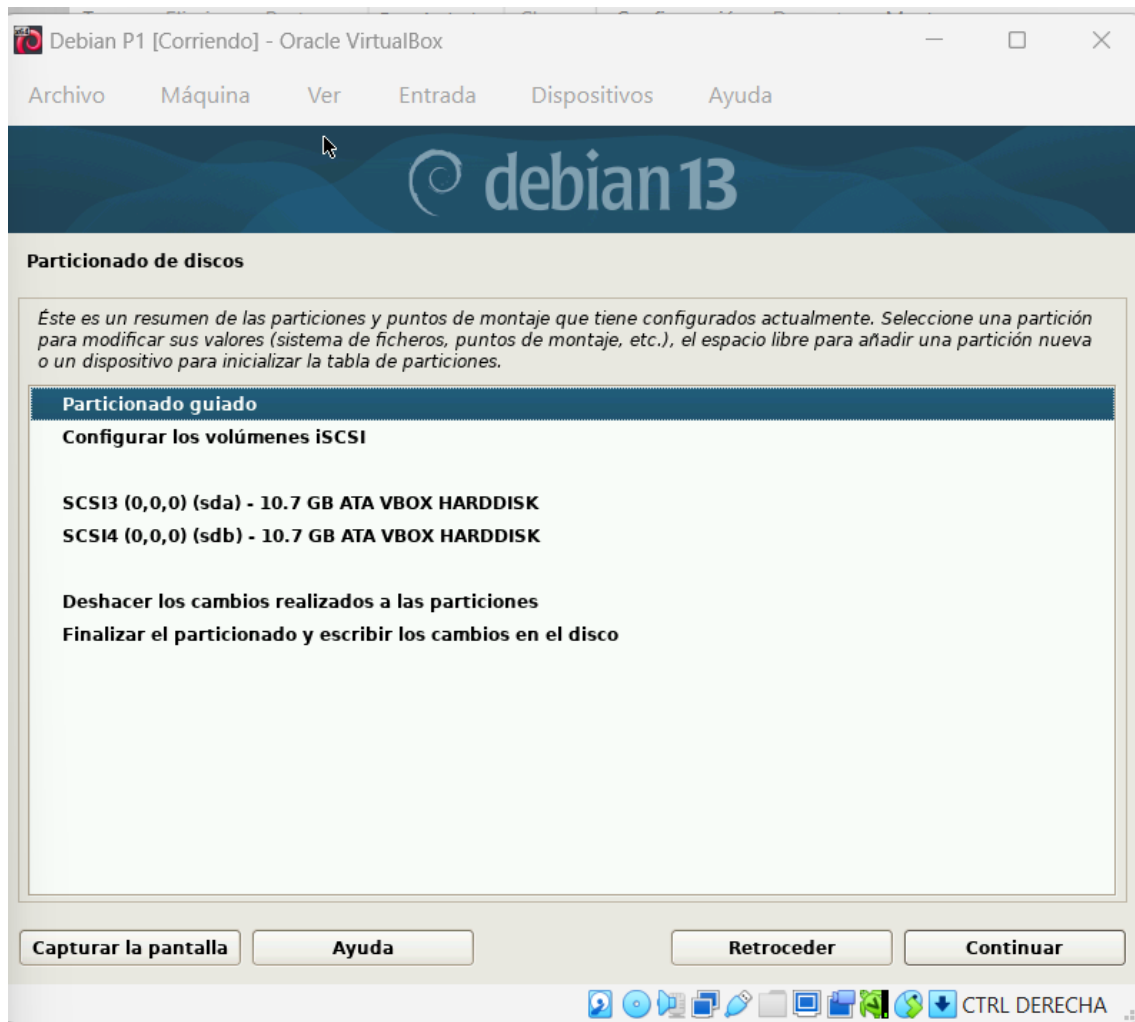 Debian P1 [Corriendo] - Oracle VirtualBox
Archivo Máquina Ver Entrada Dispositivos Ayuda
debian 13
Particionado de discos
Éste es un resumen de las particiones y puntos de montaje que tiene configurados actualmente. Seleccione una partición
para modificar sus valores (sistema de ficheros, puntos de montaje, etc.), el espacio libre para añadir una partición nueva
o un dispositivo para inicializar la tabla de particiones.
Particionado guiado
Configurar los volúmenes iSCSI
SCSI3 (0,0,0) (sda) - 10.7 GB ATA VBOX HARDDISK
SCSI4 (0,0,0) (sdb) - 10.7 GB ATA VBOX HARDDISK
Deshacer los cambios realizados a las particiones
Finalizar el particionado y escribir los cambios en el disco
Capturar la pantalla Ayuda Retroceder Continuar
CTRL DERECHA